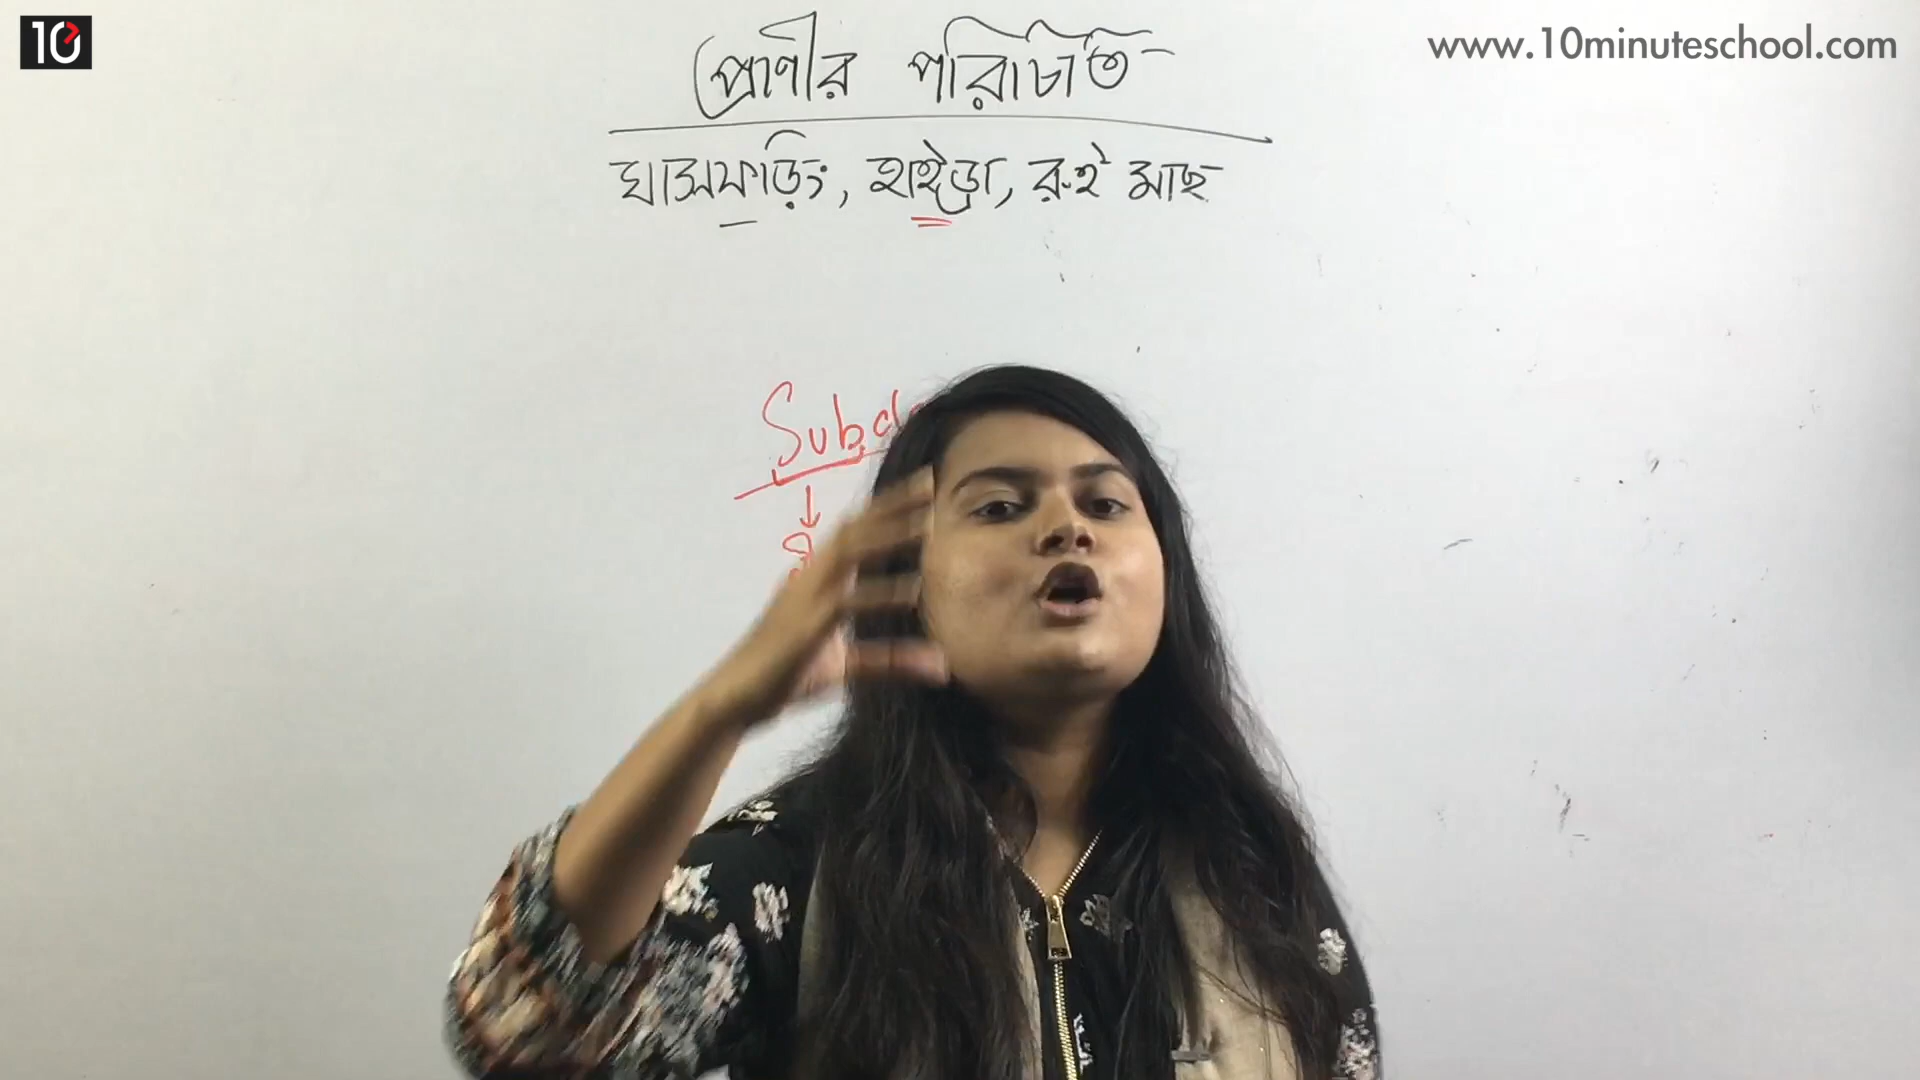 10
www.10minuteschool.com
প্রাণীর পরিচিতি
ঘাসফড়িং, হাইড্রা, রুই মাছ